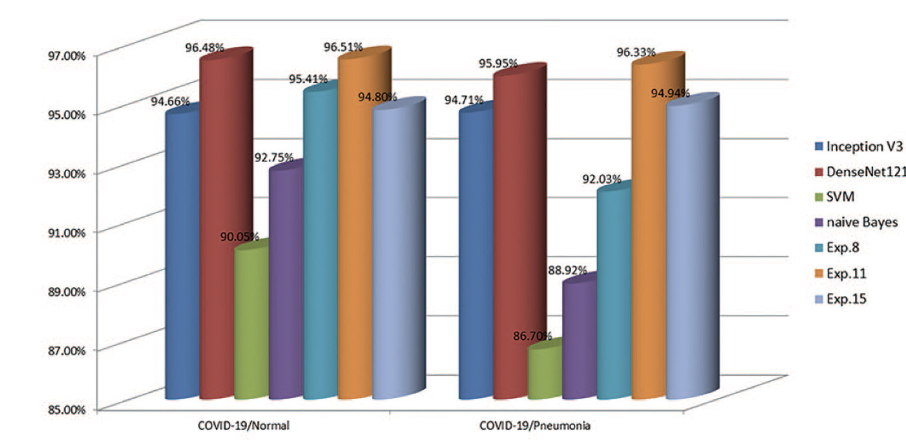 97.00%
95.00%
93.00%
91.00%
89.00%
87.00%
85.00%
94.66%
96.48%
90.05%
92.75%
95.41%
96.51%
94.80%
94.71%
95.95%
86.70%
88.92%
92.03%
96.33%
94.94%
COVID-19/Normal
COVID-19/Pneumonia
Inception V3
DenseNet121
SVM
naive Bayes
Exp.8
Exp.11
Exp.15